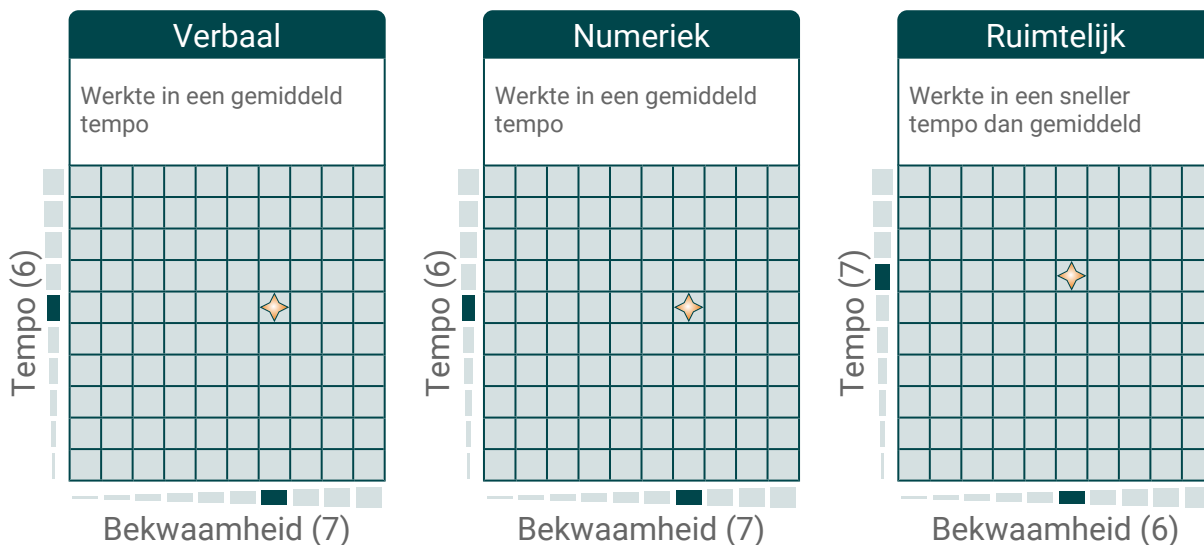 Verbaal
Werkte in een gemiddeld
tempo
Tempo (6)
Bekwaamheid (7)
Numeriek
Werkte in een gemiddeld
tempo
Tempo (6)
Bekwaamheid (7)
Ruimtelijk
Werkte in een sneller
tempo dan gemiddeld
Tempo (7)
Bekwaamheid (6)